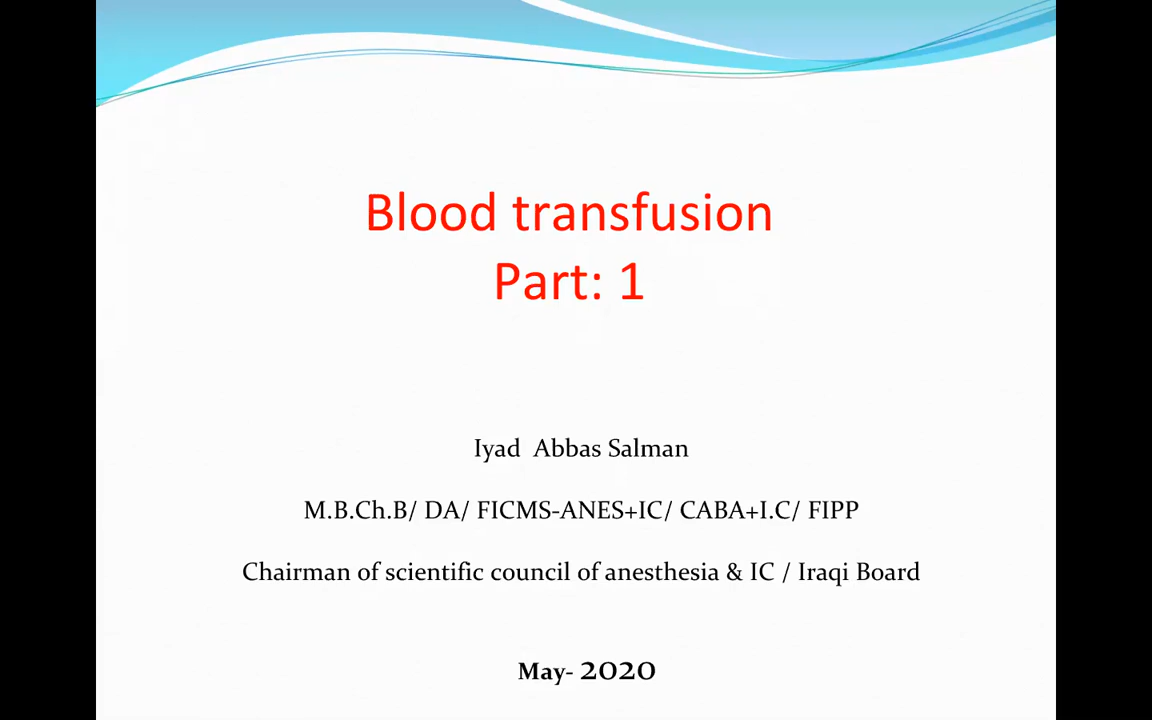 Blood transfusion
Part: 1
Iyad Abbas Salman
M.B.Ch.B/ DA/ FICMS-ANES+IC/ CABA+I.C/ FIPP
Chairman of scientific council of anesthesia & IC / Iraqi Board
May- 2020